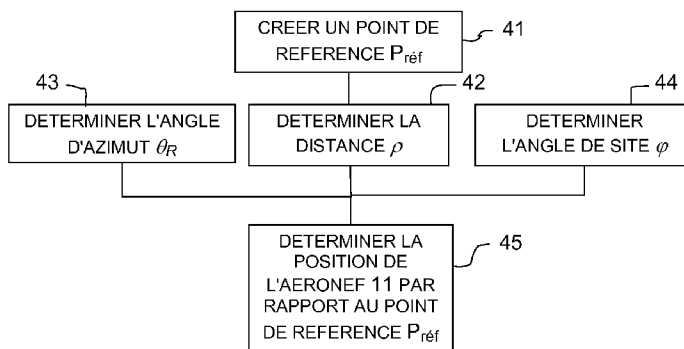 CREER UN POINT DE
REFERENCE Préf
41
43
DETERMINER L'ANGLE
D'AZIMUT θR
42
DETERMINER LA
DISTANCE ρ
44
DETERMINER
L'ANGLE DE SITE φ
DETERMINER LA
POSITION DE
L'AERONEF 11 PAR
RAPPORT AU POINT
DE REFERENCE Préf
45